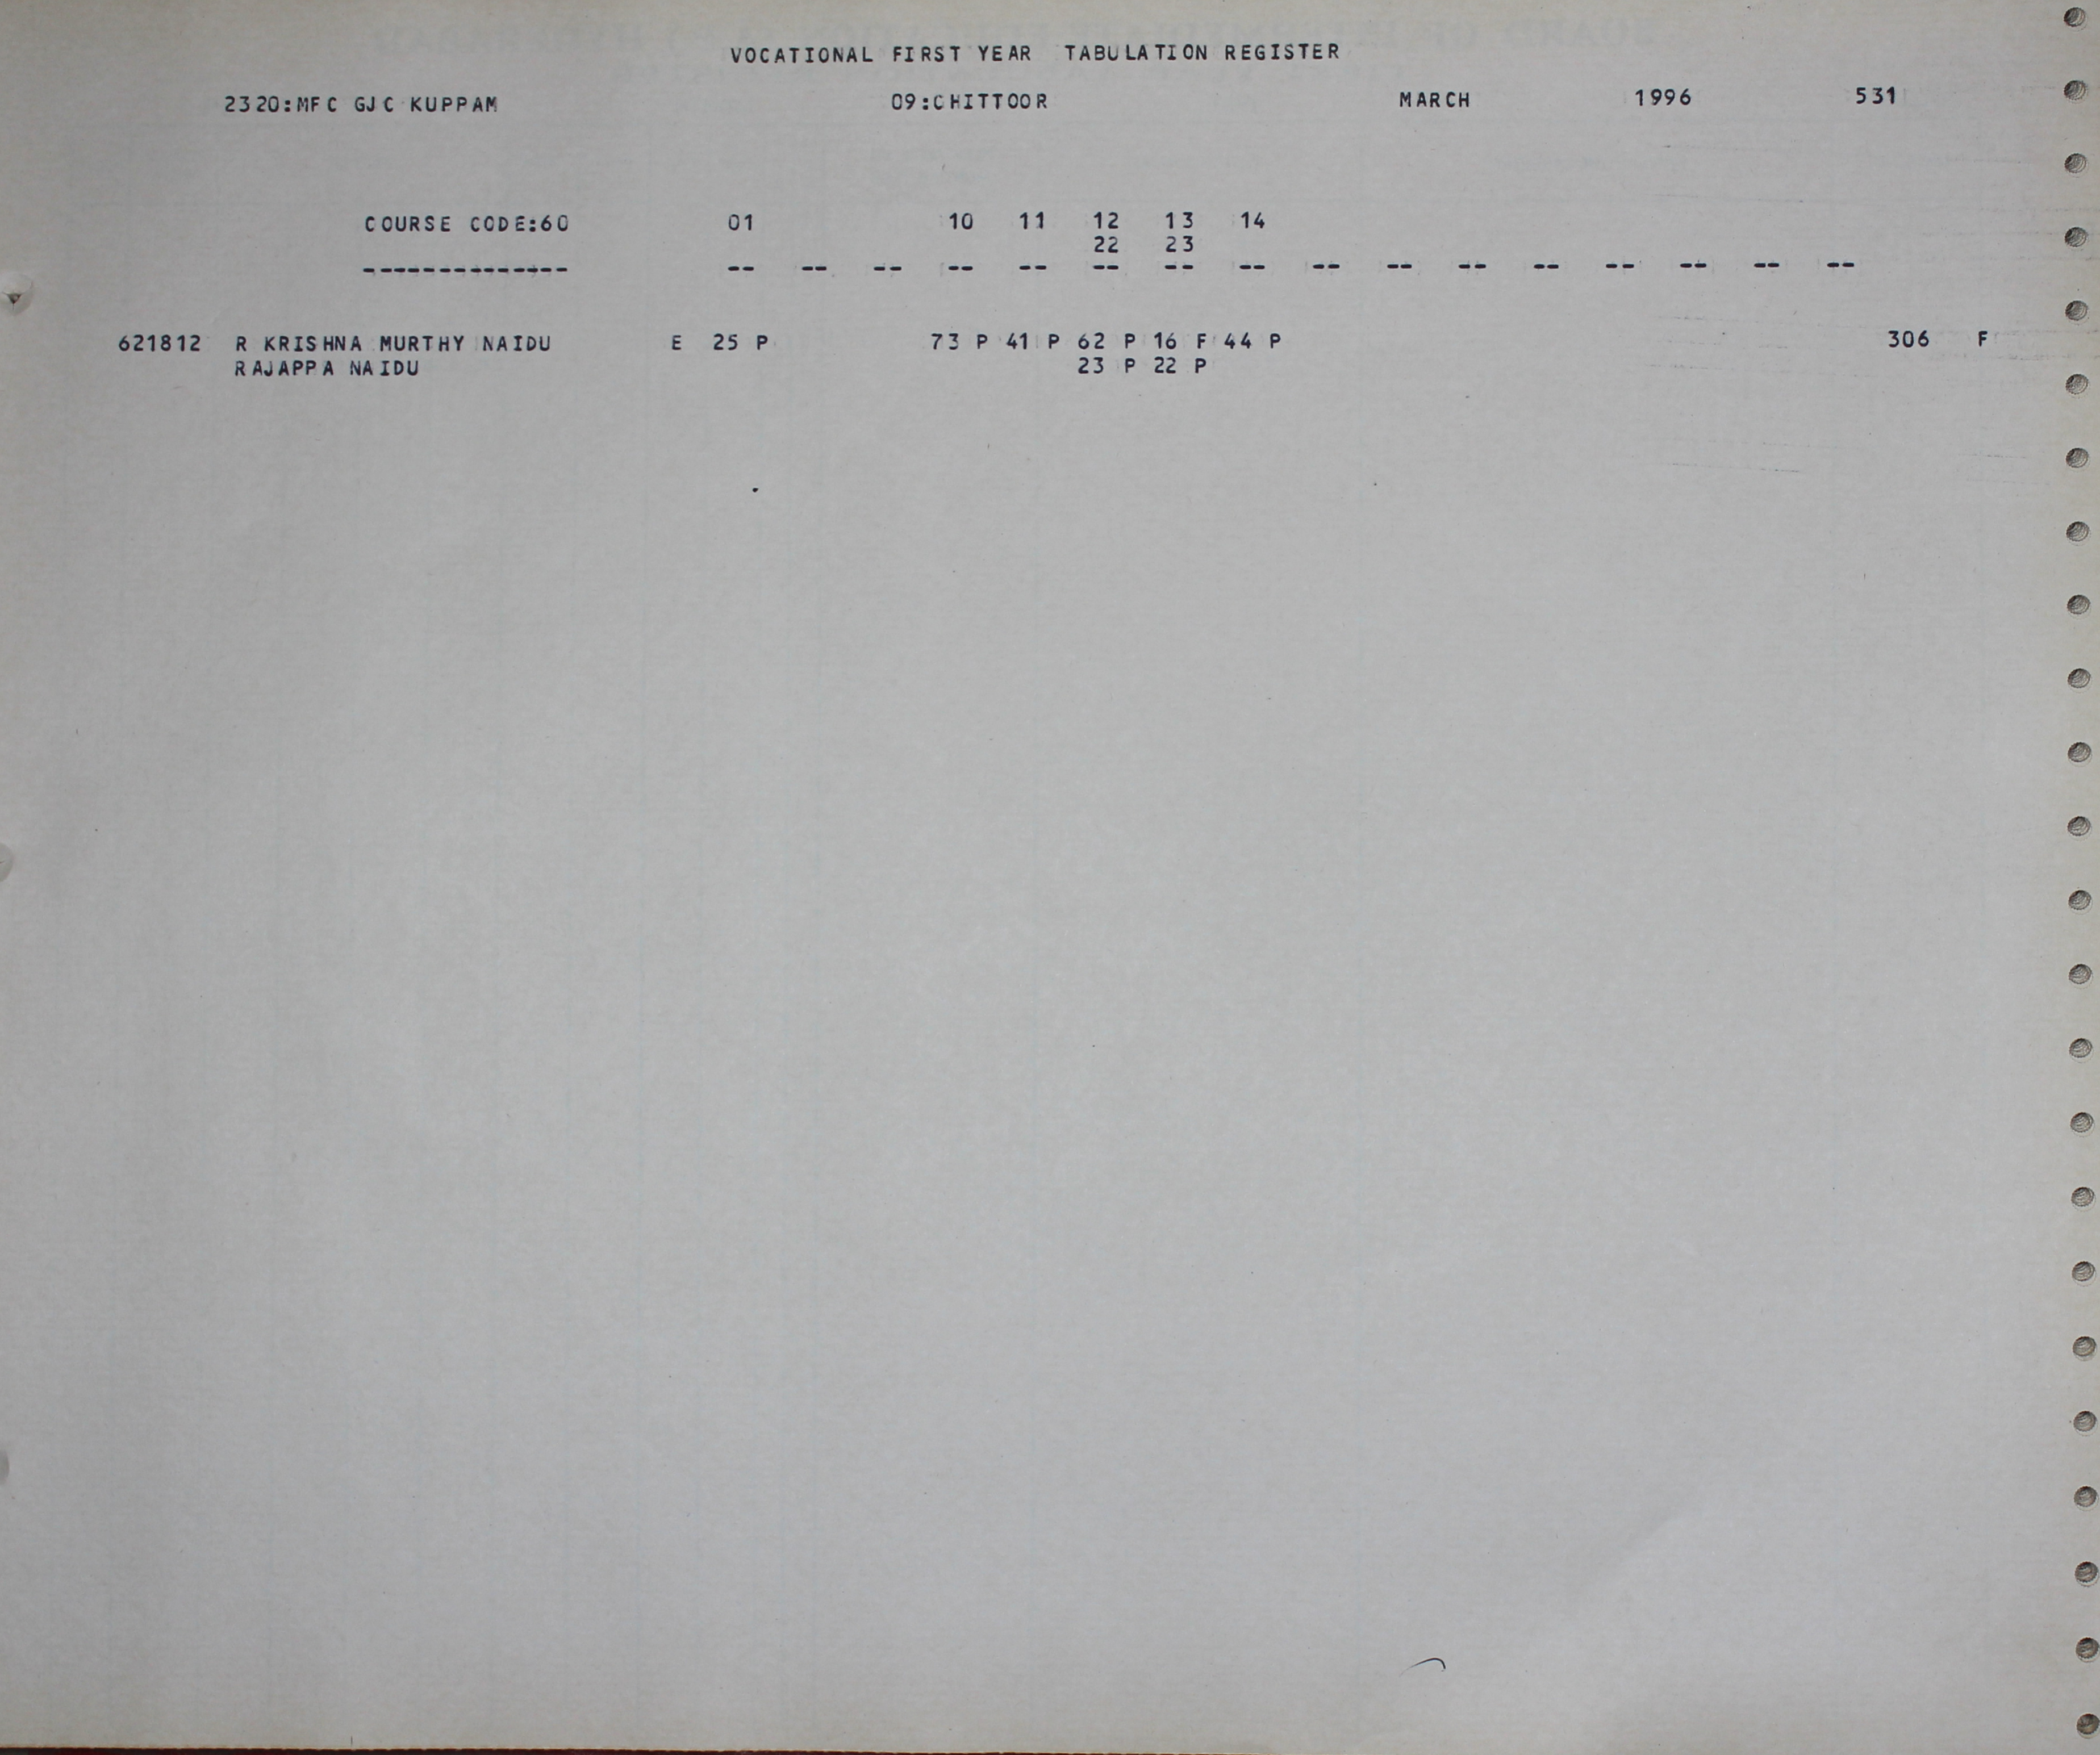 VOCATIONAL FIRST YEAR TABULATION REGISTER
2320:MFC GJC KUPPAM 09:CHITTOOR MARCH 1996 531
COURSE CODE:60 01 10 11 12 13 14
22 23
-------------- -- -- -- -- -- -- -- -- -- -- -- -- -- -- -- --
621812 R KRISHNA MURTHY NAIDU E 25 P 73 P 41 P 62 P 16 F 44 P 306 F
RAJAPPA NAIDU 23 P 22 P